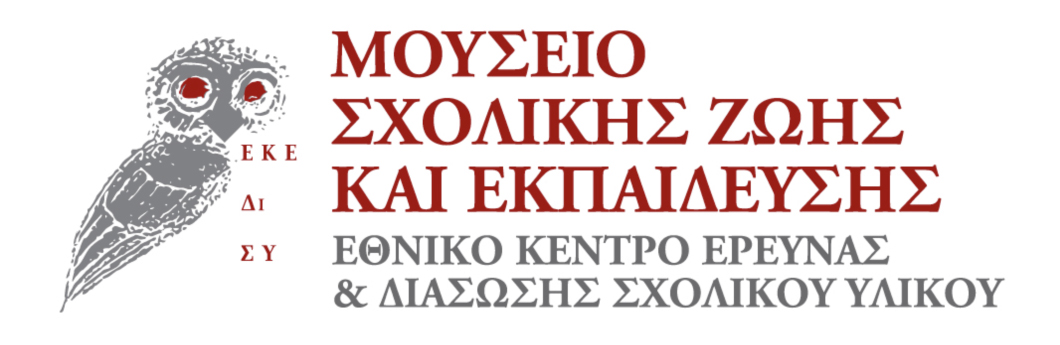 ΕΚΕ
ΔΙ
ΣΥ
ΜΟΥΣΕΙΟ
ΣΧΟΛΙΚΗΣ ΖΩΗΣ
ΚΑΙ ΕΚΠΑΙΔΕΥΣΗΣ
ΕΘΝΙΚΟ ΚΕΝΤΡΟ ΕΡΕΥΝΑΣ
& ΔΙΑΣΩΣΗΣ ΣΧΟΛΙΚΟΥ ΥΛΙΚΟΥ